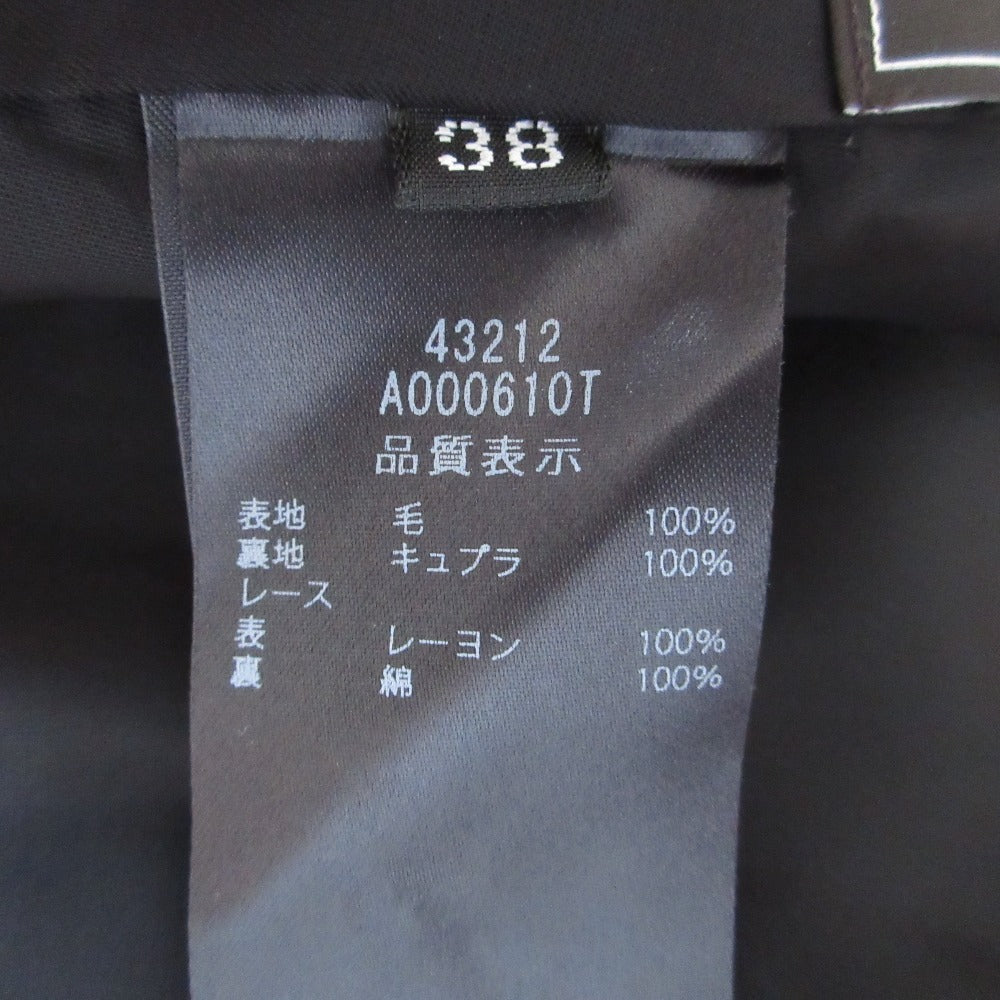 38
43212
A000610T
品質表示
表地 毛 100%
裏地 キュプラ 100%
レース
表 レーヨン 100%
裏 綿 100%